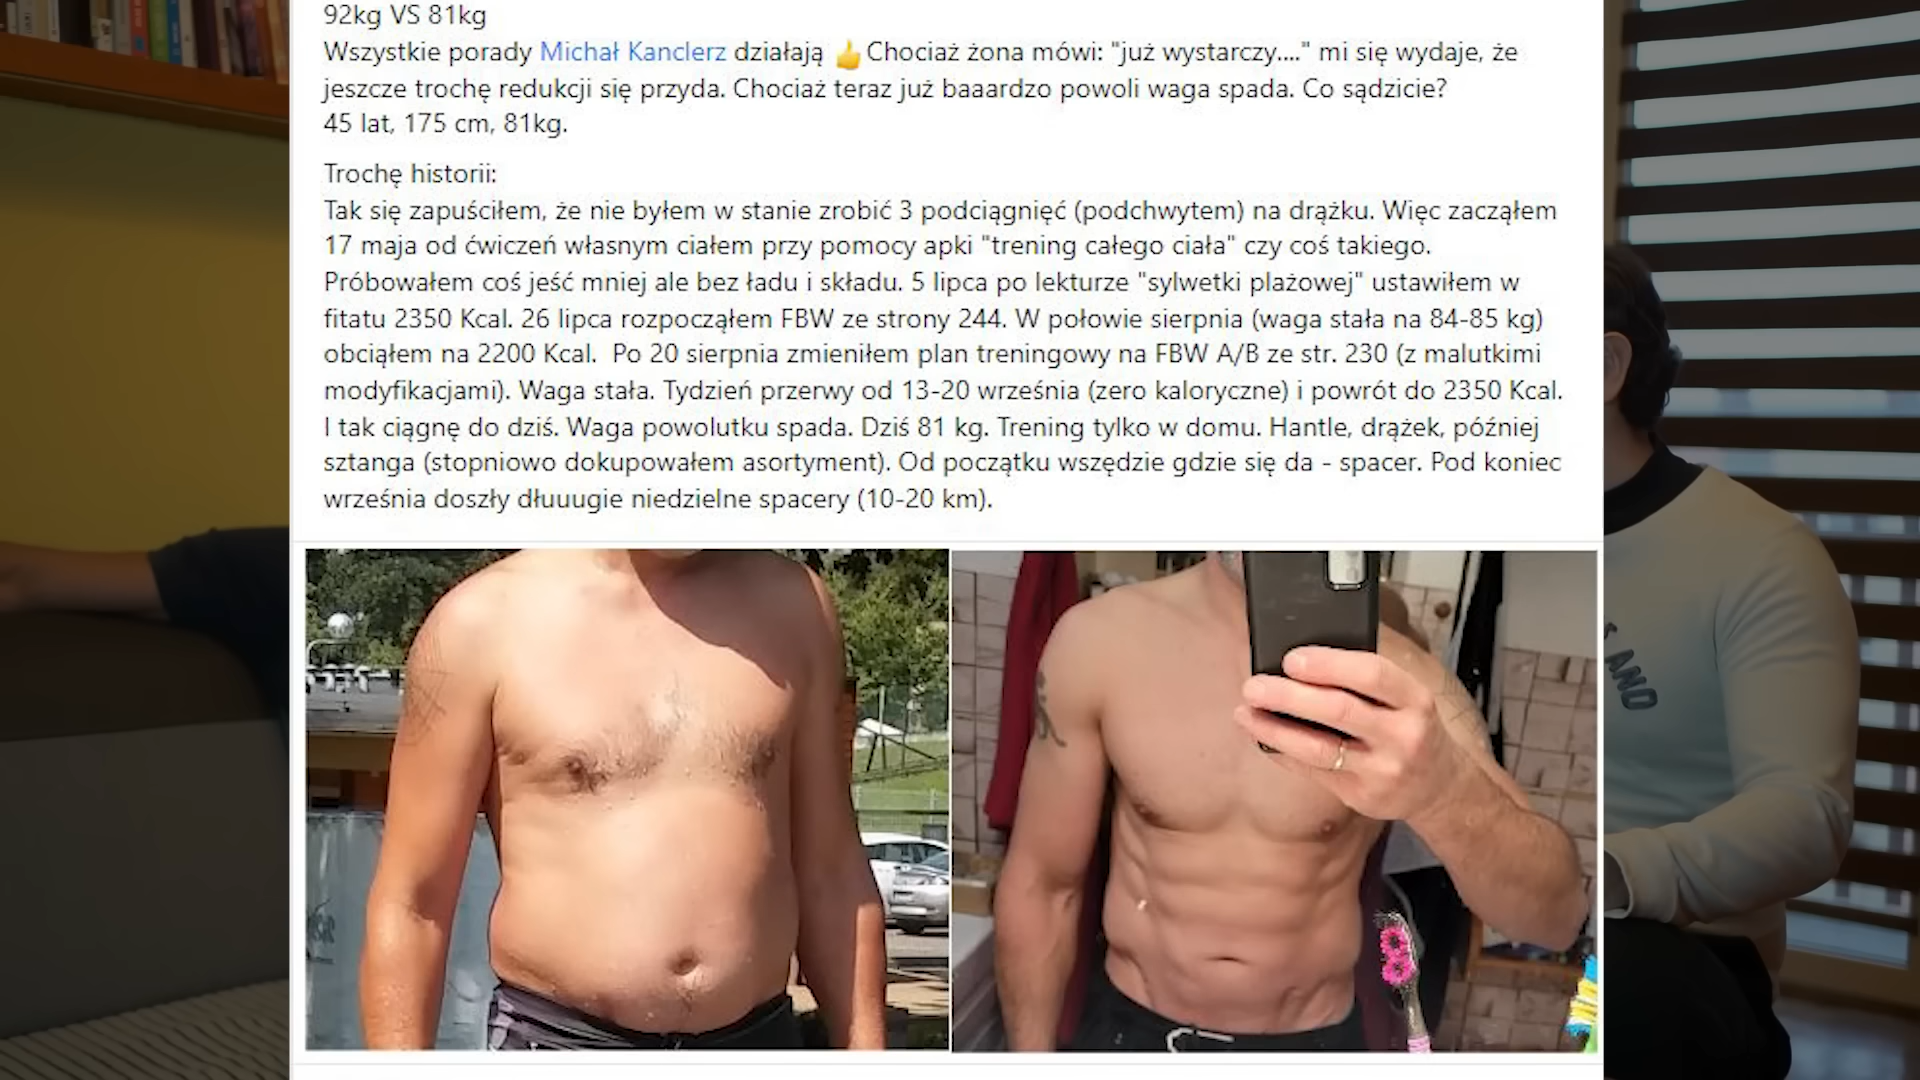 92kg VS 81kg
Wszystkie porady Michał Kanclerz działają 👍Chociaż żona mówi: "już wystarczy...." mi się wydaje, że
jeszcze trochę redukcji się przyda. Chociaż teraz już baaardzo powoli waga spada. Co sądzicie?
45 lat, 175 cm, 81kg.
Trochę historii:
Tak się zapuściłem, że nie byłem w stanie zrobić 3 podciągnięć (podchwytem) na drążku. Więc zacząłem
17 maja od ćwiczeń własnym ciałem przy pomocy apki "trening całego ciała" czy coś takiego.
Próbowałem coś jeść mniej ale bez ładu i składu. 5 lipca po lekturze "sylwetki plażowej" ustawiłem w
fitatu 2350 Kcal. 26 lipca rozpocząłem FBW ze strony 244. W połowie sierpnia (waga stała na 84-85 kg)
obciąłem na 2200 Kcal.  Po 20 sierpnia zmieniłem plan treningowy na FBW A/B ze str. 230 (z malutkimi
modyfikacjami). Waga stała. Tydzień przerwy od 13-20 września (zero kaloryczne) i powrót do 2350 Kcal.
I tak ciągnę do dziś. Waga powolutku spada. Dziś 81 kg. Trening tylko w domu. Hantle, drążek, później
sztanga (stopniowo dokupowałem asortyment). Od początku wszędzie gdzie się da - spacer. Pod koniec
września doszły dłuuugie niedzielne spacery (10-20 km).